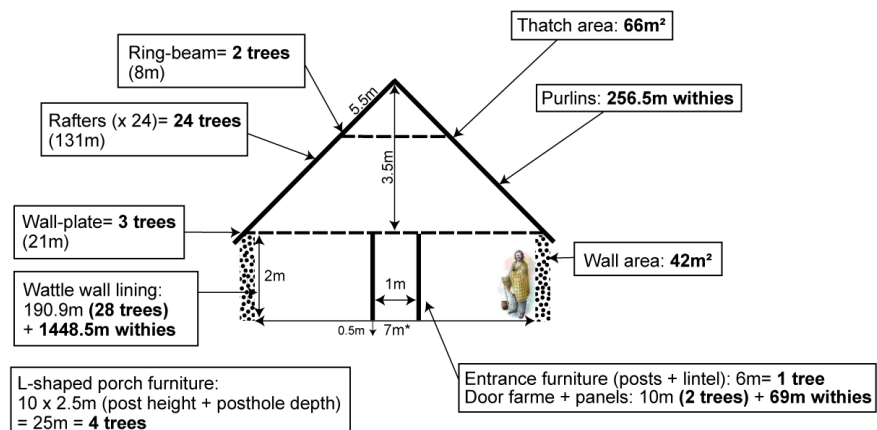 Thatch area: 66m²
Ring-beam= 2 trees
(8m)
Purlins: 256.5m withies
5.5m
Rafters (x 24)= 24 trees
(131m)
3.5m
Wall-plate= 3 trees
(21m)
Wall area: 42m²
2m
1m
Wattle wall lining:
190.9m (28 trees)
+ 1448.5m withies
0.5m
7m*
L-shaped porch furniture:
10 x 2.5m (post height + posthole depth)
= 25m = 4 trees
Entrance furniture (posts + lintel): 6m= 1 tree
Door farme + panels: 10m (2 trees) + 69m withies